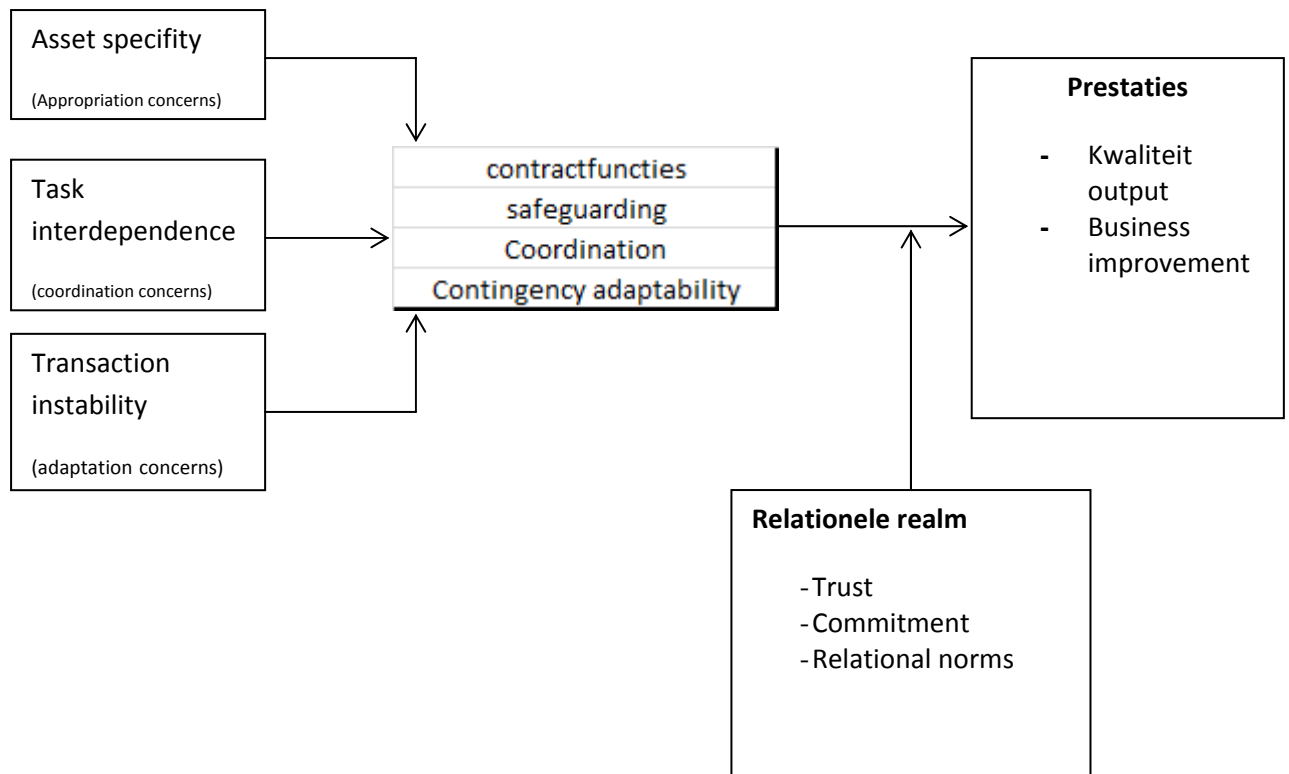 Asset specifity
(Appropriation concerns)
Task
interdependence
(coordination concerns)
Transaction
instability
(adaptation concerns)
contractfuncties
safeguarding
Coordination
Contingency adaptability
Prestaties
- Kwaliteit
output
- Business
improvement
Relationele realm
-Trust
-Commitment
-Relational norms